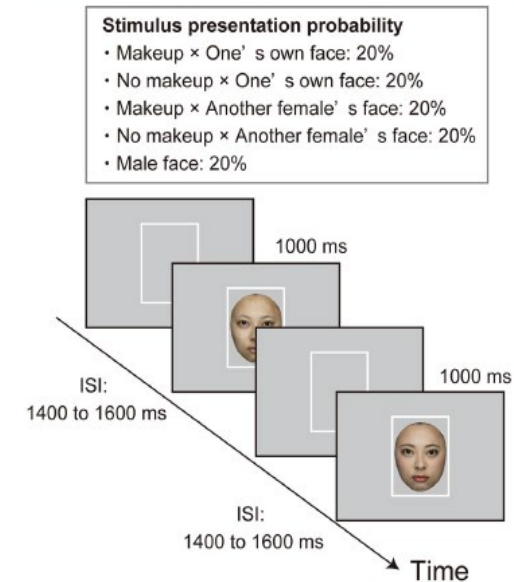 Stimulus presentation probability
・Makeup × One’ s own face: 20%
・No makeup × One’ s own face: 20%
・Makeup × Another female’ s face: 20%
・No makeup × Another female’ s face: 20%
・Male face: 20%
1000 ms
1000 ms
ISI:
1400 to 1600 ms
ISI:
1400 to 1600 ms
Time